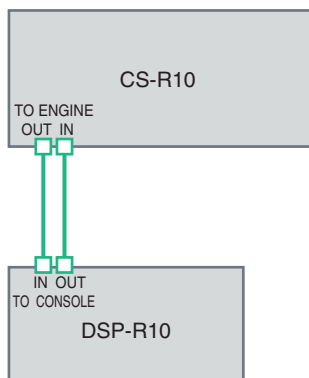 CS-R10
TO ENGINE
OUT IN
IN OUT
TO CONSOLE
DSP-R10